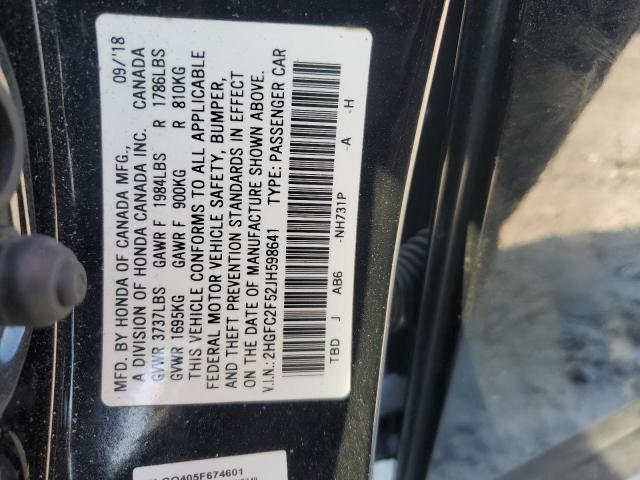 MFD. BY HONDA OF CANADA MFG., 09/'18
A DIVISION OF HONDA CANADA INC. CANADA
GVWR 3737LBS GAWR F 1984LBS R 1786LBS
GVWR 1695KG GAWR F 900KG R 810KG
THIS VEHICLE CONFORMS TO ALL APPLICABLE
FEDERAL MOTOR VEHICLE SAFETY, BUMPER,
AND THEFT PREVENTION STANDARDS IN EFFECT
ON THE DATE OF MANUFACTURE SHOWN ABOVE.
V.I.N.:2HGFC2F52JH598641 TYPE: PASSENGER CAR
TBD J AB6 -NH731P -A -H
405F674601